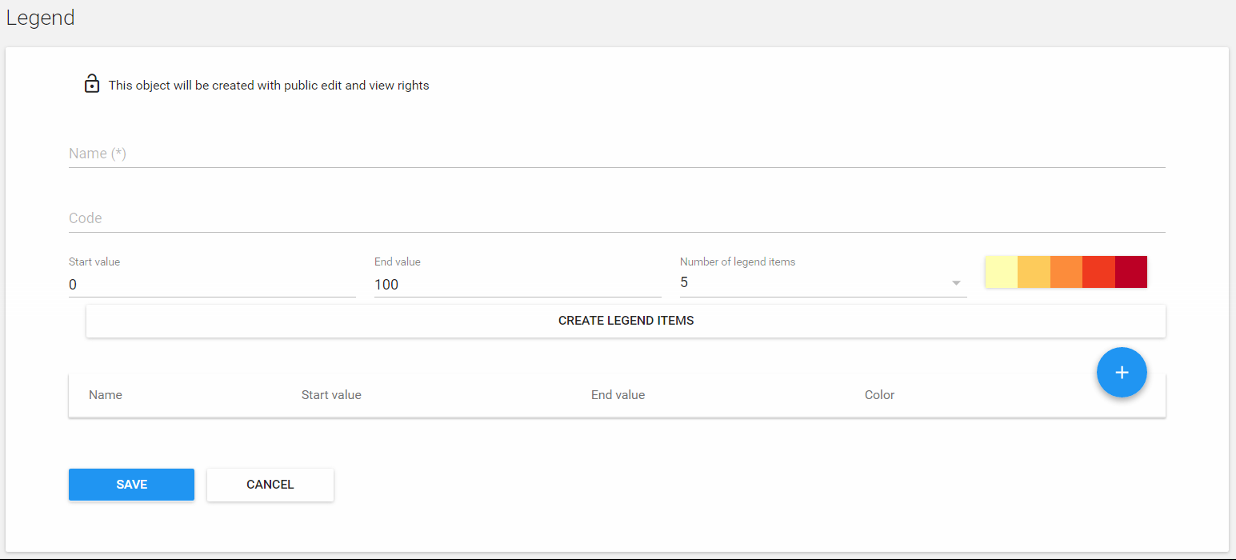 Legend
This object will be created with public edit and view rights
Name (*)
Code
Start value End value Number of legend items
0 100 5
CREATE LEGEND ITEMS
+
Name Start value End value Color
SAVE CANCEL